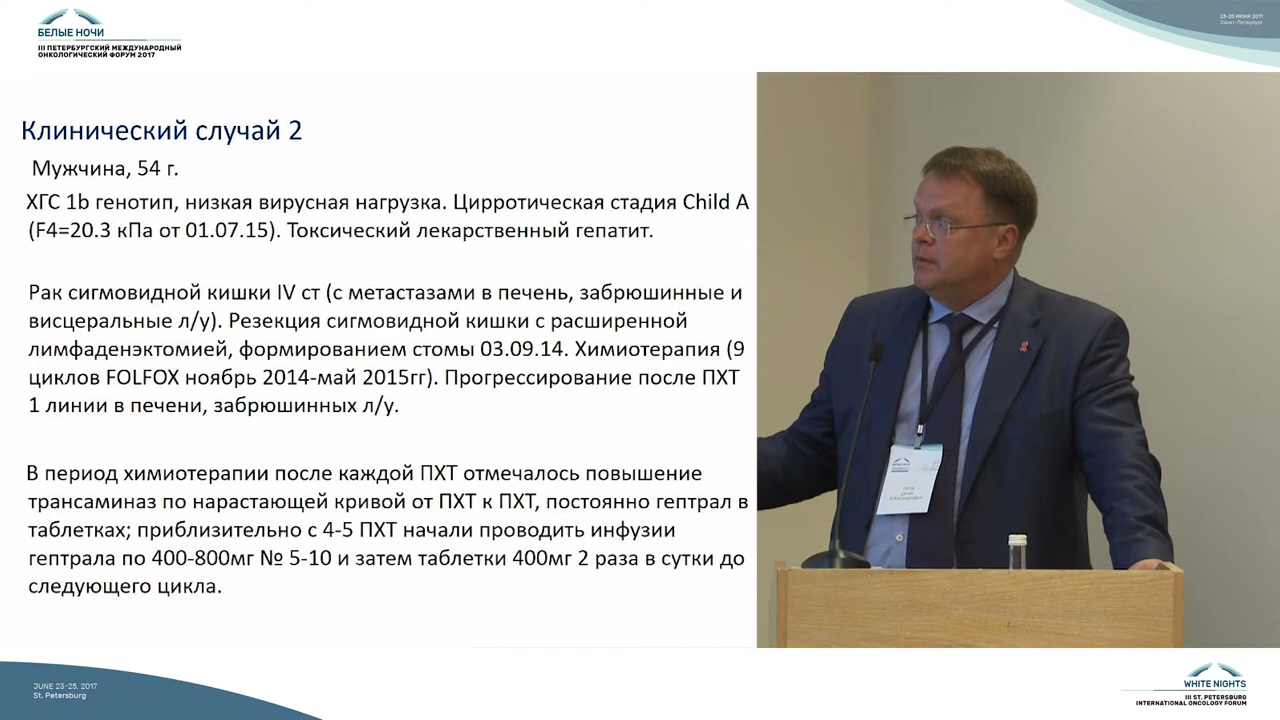 БЕЛЫЕ НОЧИ
III ПЕТЕРБУРГСКИЙ МЕЖДУНАРОДНЫЙ
ОНКОЛОГИЧЕСКИЙ ФОРУМ 2017
23-25 ИЮНЯ 2017
Санкт-Петербург
Клинический случай 2
Мужчина, 54 г.
ХГС 1b генотип, низкая вирусная нагрузка. Цирротическая стадия Child A
(F4=20.3 кПа от 01.07.15). Токсический лекарственный гепатит.
Рак сигмовидной кишки IV ст (с метастазами в печень, забрюшинные и
висцеральные л/у). Резекция сигмовидной кишки с расширенной
лимфаденэктомией, формированием стомы 03.09.14. Химиотерапия (9
циклов FOLFOX ноябрь 2014-май 2015гг). Прогрессирование после ПХТ
1 линии в печени, забрюшинных л/у.
В период химиотерапии после каждой ПХТ отмечалось повышение
трансаминаз по нарастающей кривой от ПХТ к ПХТ, постоянно гептрал в
таблетках; приблизительно с 4-5 ПХТ начали проводить инфузии
гептрала по 400-800мг № 5-10 и затем таблетки 400мг 2 раза в сутки до
следующего цикла.
JUNE 23-25, 2017
St. Petersburg
WHITE NIGHTS
III ST. PETERSBURG
INTERNATIONAL ONCOLOGY FORUM